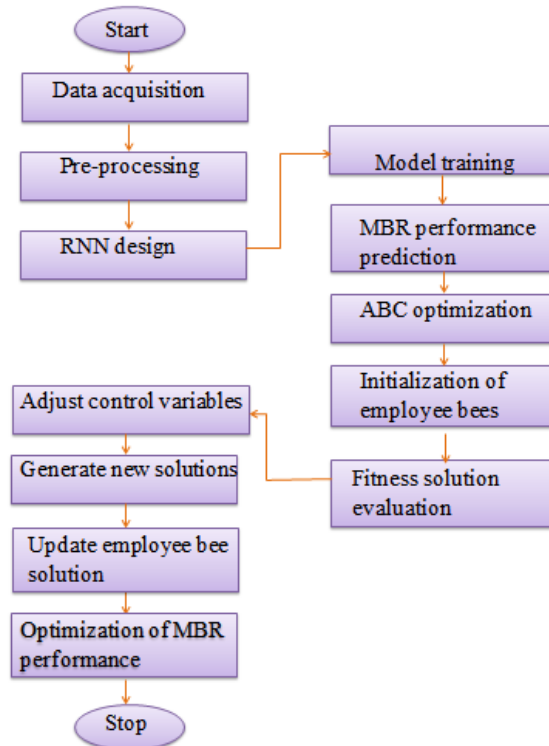 Start
Data acquisition
Pre-processing
RNN design
Model training
MBR performance
prediction
ABC optimization
Initialization of
employee bees
Fitness solution
evaluation
Adjust control variables
Generate new solutions
Update employee bee
solution
Optimization of MBR
performance
Stop